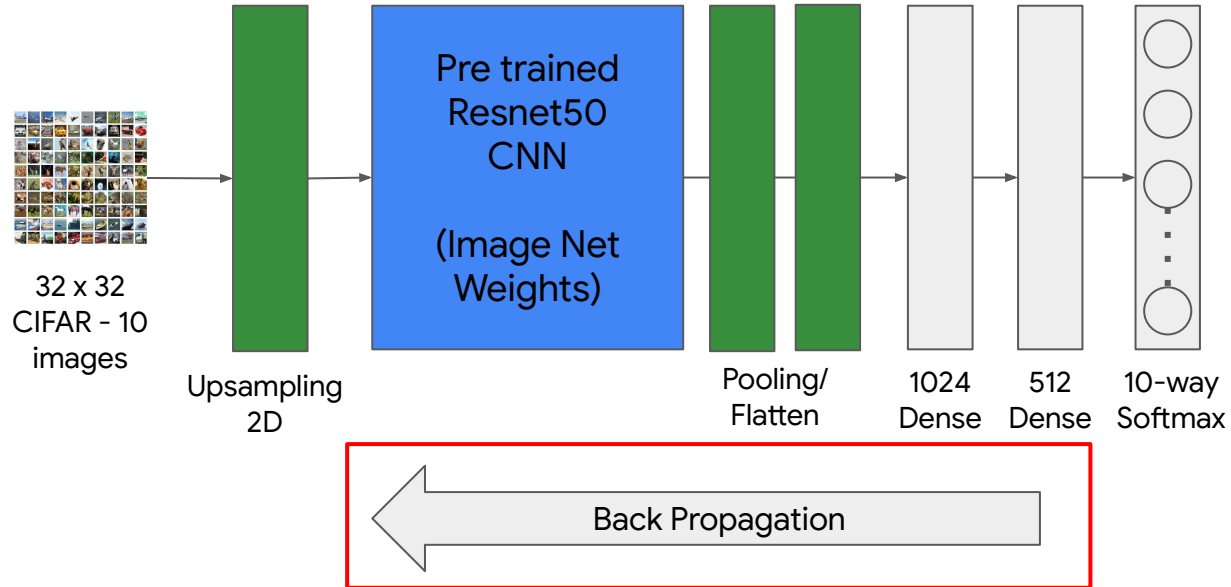 Pre trained
Resnet50
CNN
(Image Net
Weights)
32 x 32
CIFAR - 10
images
Upsampling
2D
Pooling/
Flatten
1024
Dense
512
Dense
10-way
Softmax
Back Propagation